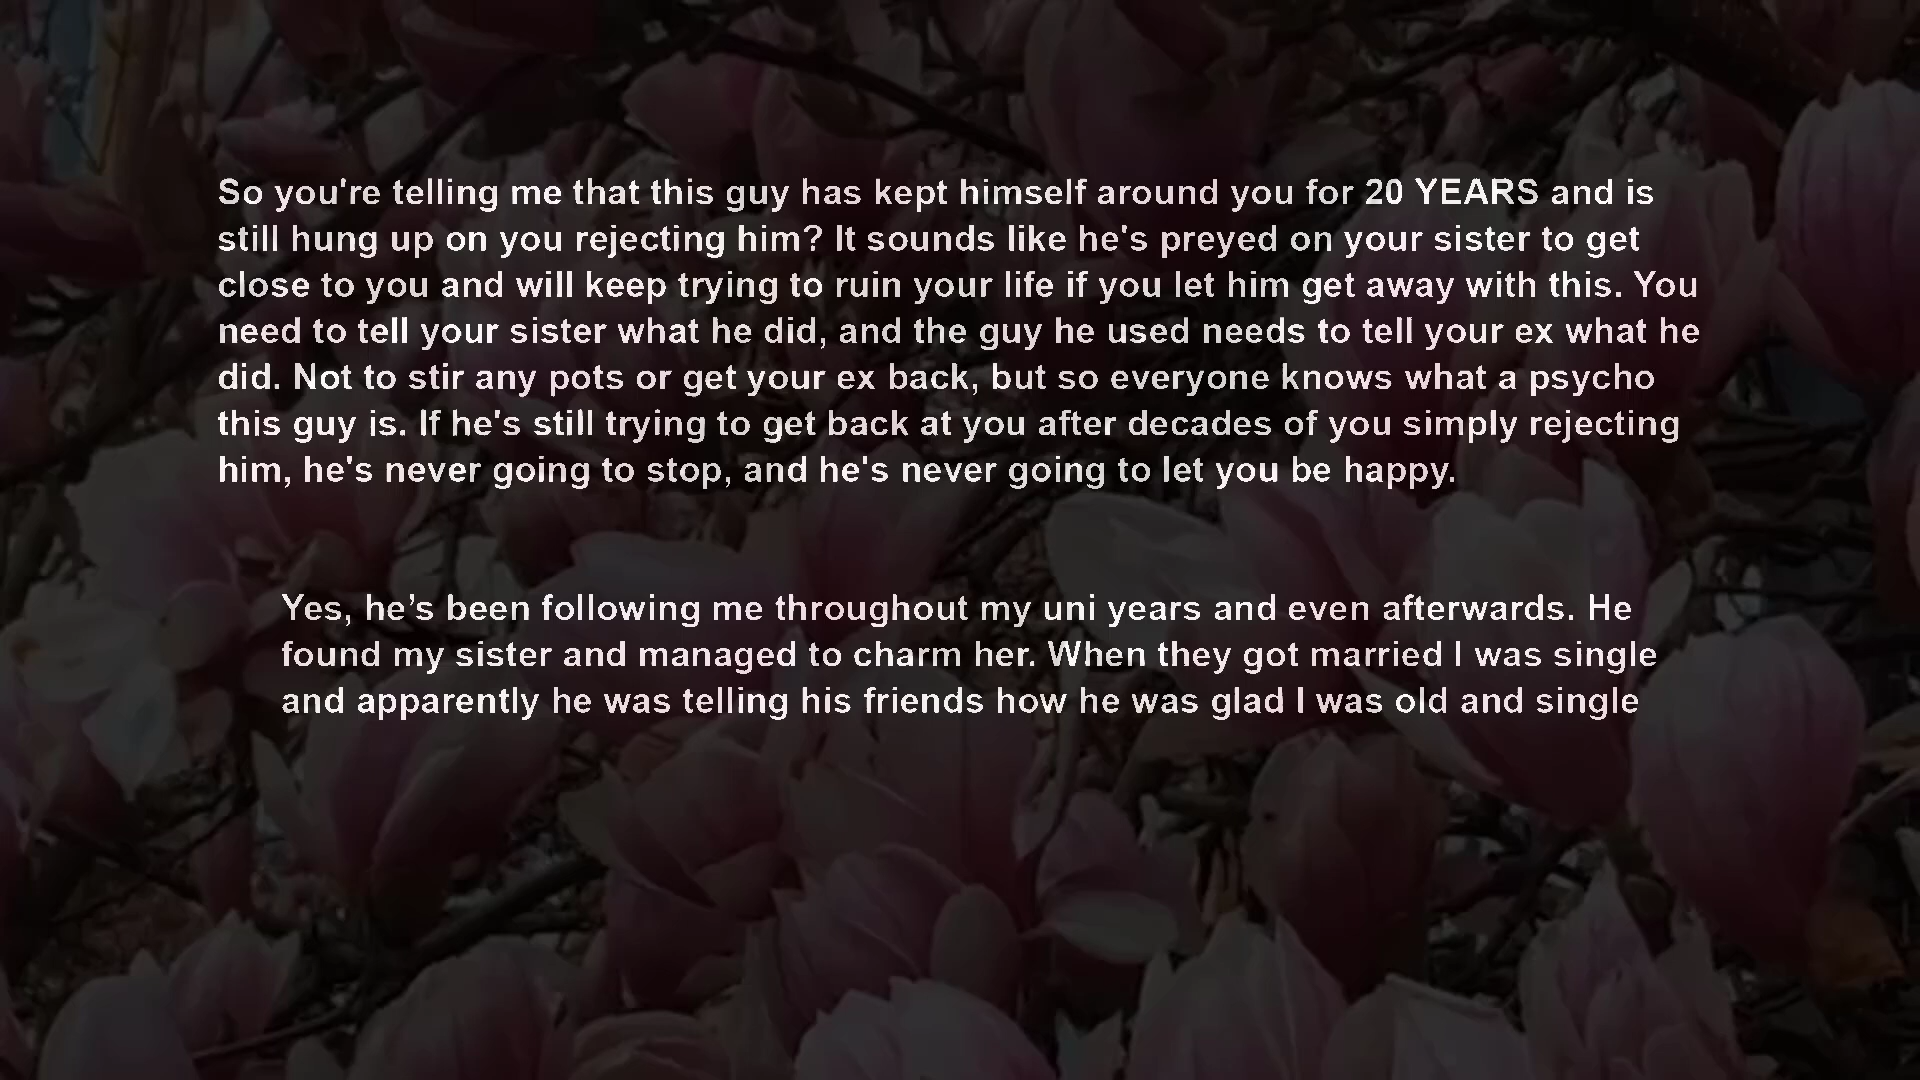 So you're telling me that this guy has kept himself around you for 20 YEARS and is
still hung up on you rejecting him? It sounds like he's preyed on your sister to get
close to you and will keep trying to ruin your life if you let him get away with this. You
need to tell your sister what he did, and the guy he used needs to tell your ex what he
did. Not to stir any pots or get your ex back, but so everyone knows what a psycho
this guy is. If he's still trying to get back at you after decades of you simply rejecting
him, he's never going to stop, and he's never going to let you be happy.
Yes, he’s been following me throughout my uni years and even afterwards. He
found my sister and managed to charm her. When they got married I was single
and apparently he was telling his friends how he was glad I was old and single